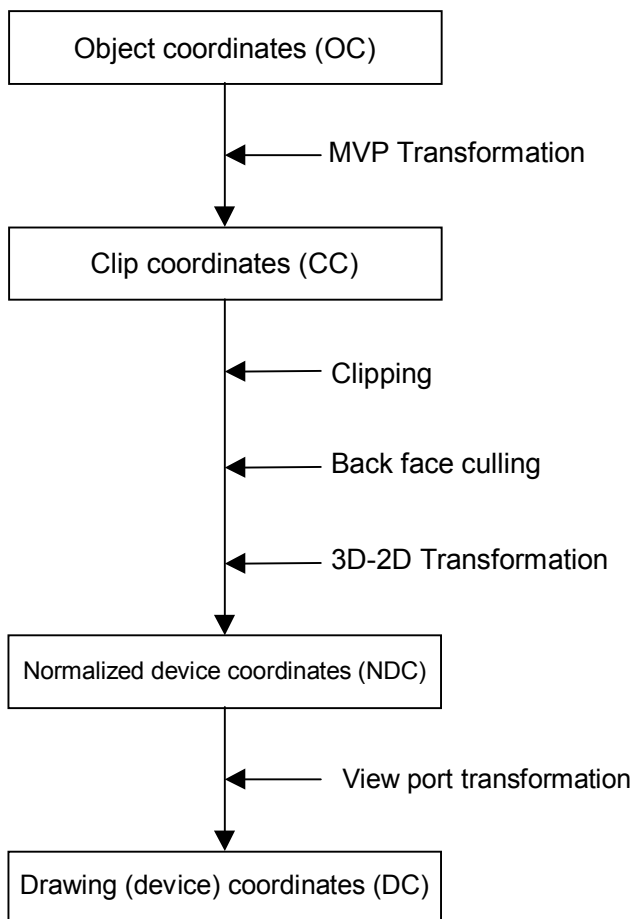 Object coordinates (OC)
MVP Transformation
Clip coordinates (CC)
Clipping
Back face culling
3D-2D Transformation
Normalized device coordinates (NDC)
View port transformation
Drawing (device) coordinates (DC)